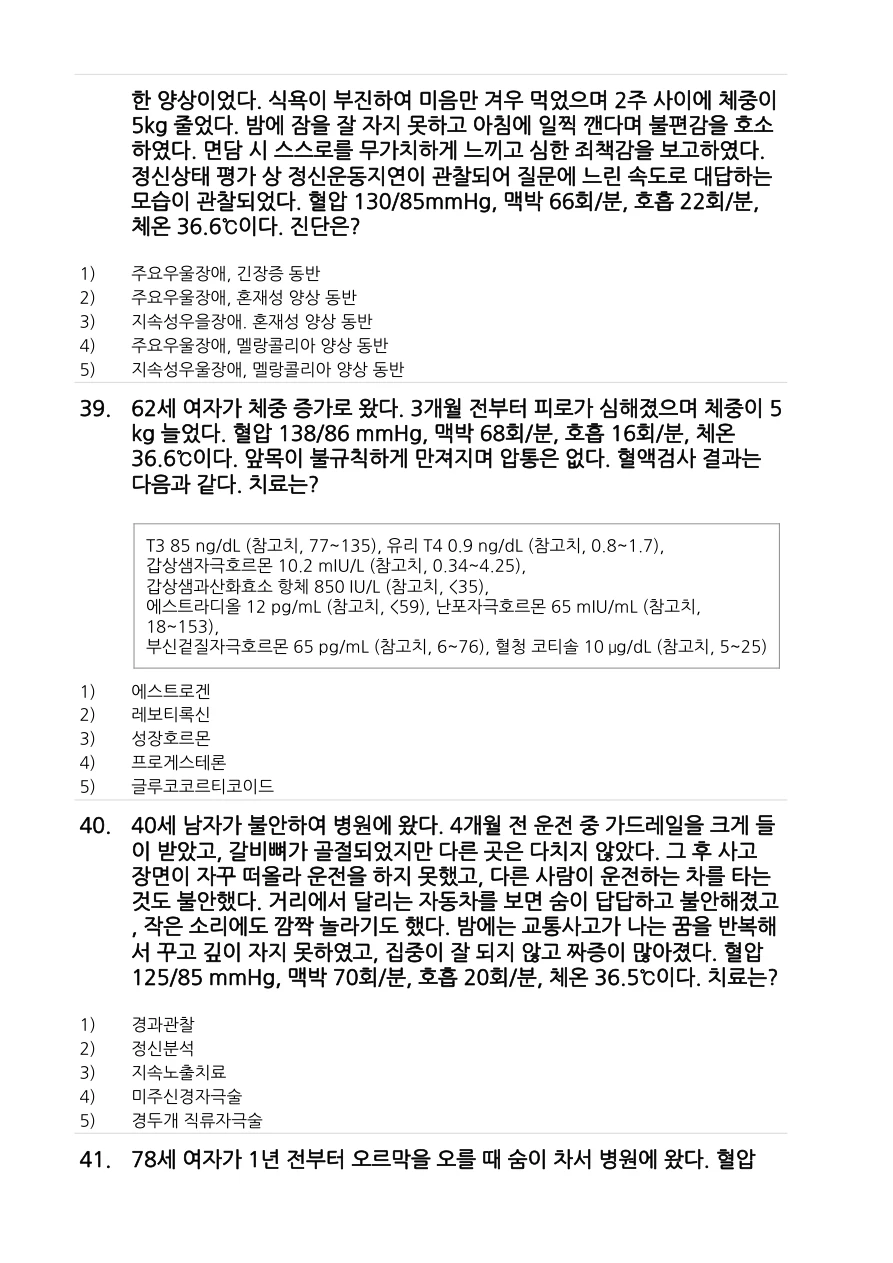 한 양상이었다. 식욕이 부진하여 미음만 겨우 먹었으며 2주 사이에 체중이
5kg 줄었다. 밤에 잠을 잘 자지 못하고 아침에 일찍 깬다며 불편감을 호소
하였다. 면담 시 스스로를 무가치하게 느끼고 심한 죄책감을 보고하였다.
정신상태 평가 상 정신운동지연이 관찰되어 질문에 느린 속도로 대답하는
모습이 관찰되었다. 혈압 130/85mmHg, 맥박 66회/분, 호흡 22회/분,
체온 36.6℃이다. 진단은?
1) 주요우울장애, 긴장증 동반
2) 주요우울장애, 혼재성 양상 동반
3) 지속성우을장애. 혼재성 양상 동반
4) 주요우울장애, 멜랑콜리아 양상 동반
5) 지속성우울장애, 멜랑콜리아 양상 동반
39. 62세 여자가 체중 증가로 왔다. 3개월 전부터 피로가 심해졌으며 체중이 5
kg 늘었다. 혈압 138/86 mmHg, 맥박 68회/분, 호흡 16회/분, 체온
36.6℃이다. 앞목이 불규칙하게 만져지며 압통은 없다. 혈액검사 결과는
다음과 같다. 치료는?
T3 85 ng/dL (참고치, 77~135), 유리 T4 0.9 ng/dL (참고치, 0.8~1.7),
갑상샘자극호르몬 10.2 mIU/L (참고치, 0.34~4.25),
갑상샘과산화효소 항체 850 IU/L (참고치, <35),
에스트라디올 12 pg/mL (참고치, <59), 난포자극호르몬 65 mIU/mL (참고치,
18~153),
부신겉질자극호르몬 65 pg/mL (참고치, 6~76), 혈청 코티솔 10 μg/dL (참고치, 5~25)
1) 에스트로겐
2) 레보티록신
3) 성장호르몬
4) 프로게스테론
5) 글루코코르티코이드
40. 40세 남자가 불안하여 병원에 왔다. 4개월 전 운전 중 가드레일을 크게 들
이 받았고, 갈비뼈가 골절되었지만 다른 곳은 다치지 않았다. 그 후 사고
장면이 자꾸 떠올라 운전을 하지 못했고, 다른 사람이 운전하는 차를 타는
것도 불안했다. 거리에서 달리는 자동차를 보면 숨이 답답하고 불안해졌고
, 작은 소리에도 깜짝 놀라기도 했다. 밤에는 교통사고가 나는 꿈을 반복해
서 꾸고 깊이 자지 못하였고, 집중이 잘 되지 않고 짜증이 많아졌다. 혈압
125/85 mmHg, 맥박 70회/분, 호흡 20회/분, 체온 36.5℃이다. 치료는?
1) 경과관찰
2) 정신분석
3) 지속노출치료
4) 미주신경자극술
5) 경두개 직류자극술
41. 78세 여자가 1년 전부터 오르막을 오를 때 숨이 차서 병원에 왔다. 혈압